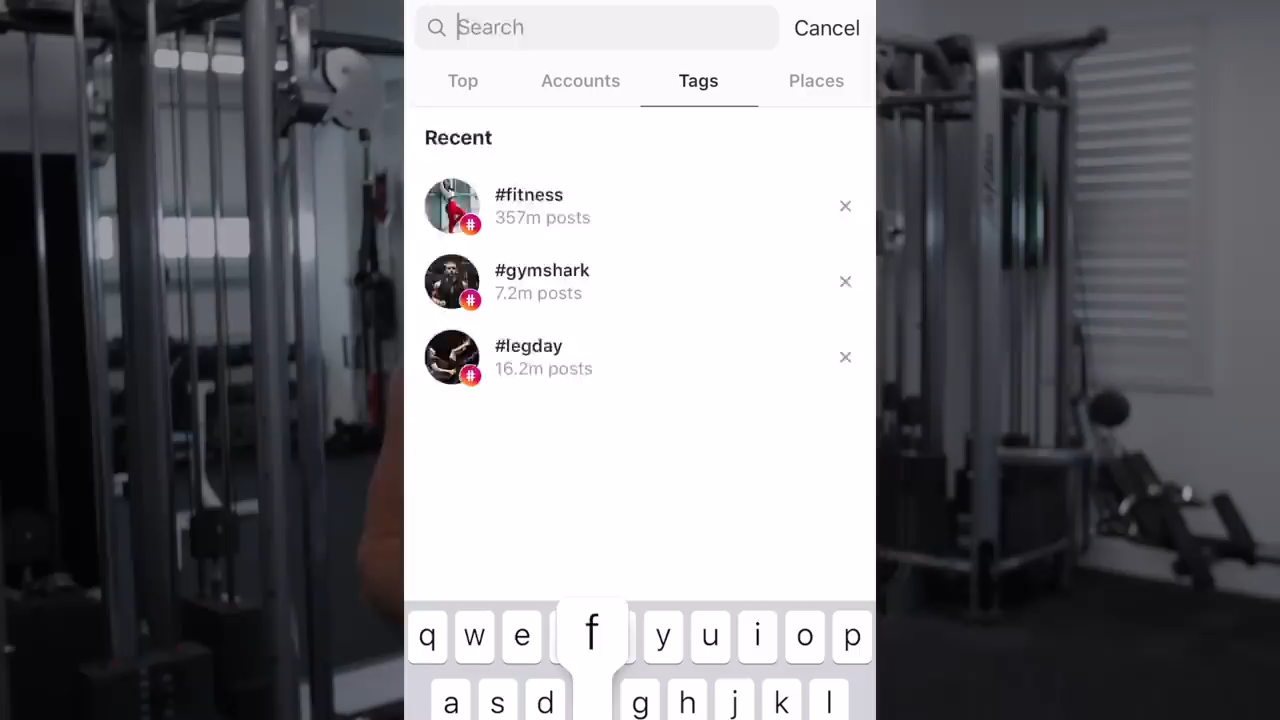 Search Cancel
Top Accounts Tags Places
Recent
#fitness
357m posts
#gymshark
7.2m posts
#legday
16.2m posts
q w e f y u i o p
a s d g h j k l